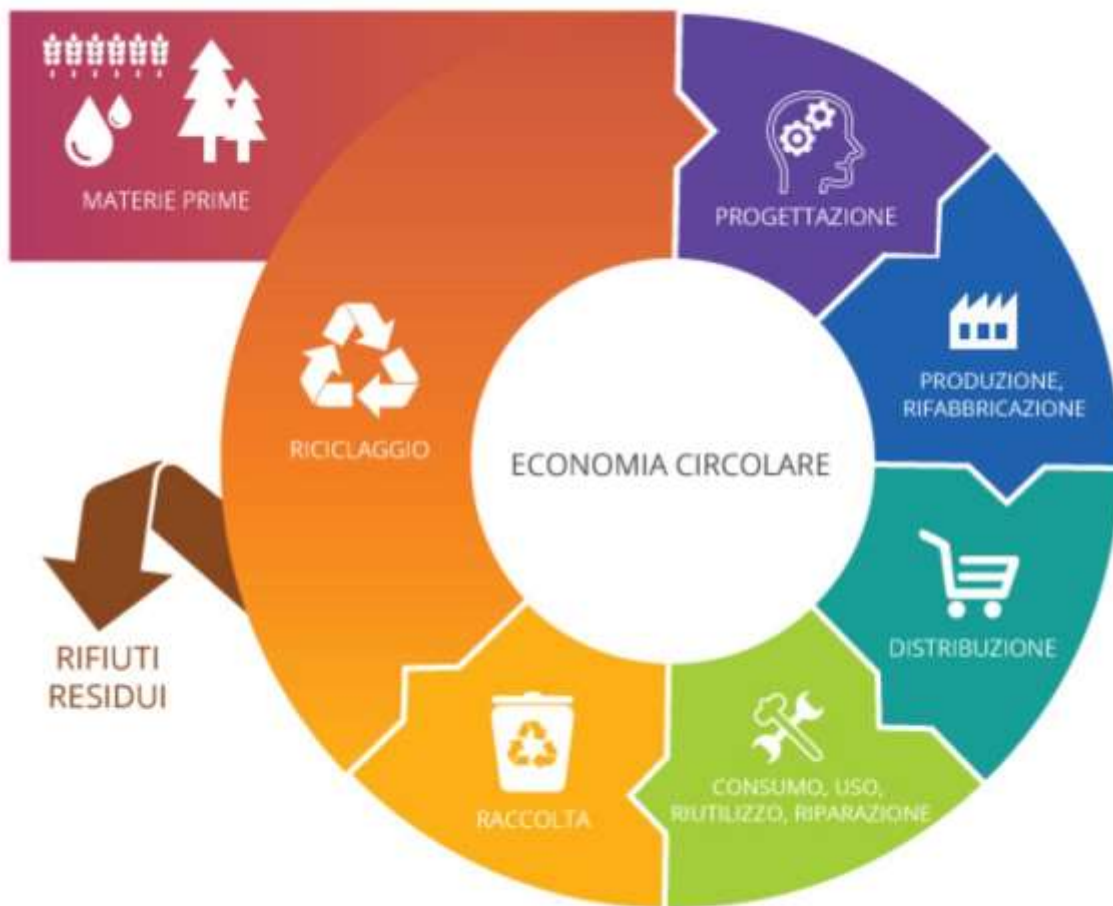 MATERIE PRIME
PROGETTAZIONE
PRODUZIONE,
RIFABBRICAZIONE
DISTRIBUZIONE
CONSUMO, USO,
RIUTILIZZO, RIPARAZIONE
RACCOLTA
RICICLAGGIO
RIFIUTI
RESIDUI
ECONOMIA CIRCOLARE